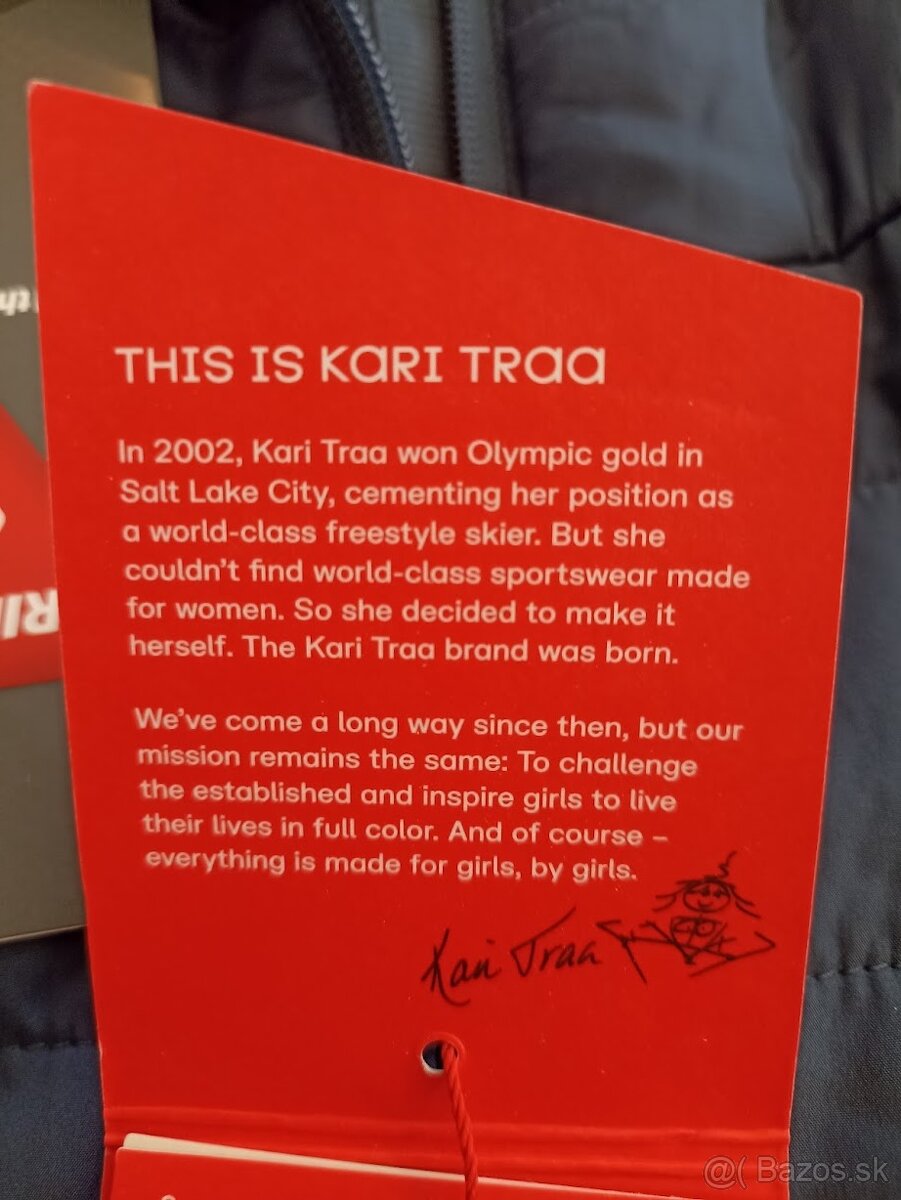 THIS IS KARI TRAA
In 2002, Kari Traa won Olympic gold in
Salt Lake City, cementing her position as
a world-class freestyle skier. But she
couldn't find world-class sportswear made
for women. So she decided to make it
herself. The Kari Traa brand was born.
We've come a long way since then, but our
mission remains the same: To challenge
the established and inspire girls to live
their lives in full color. And of course –
everything is made for girls, by girls.
Kari Traa
@( Bazos.sk